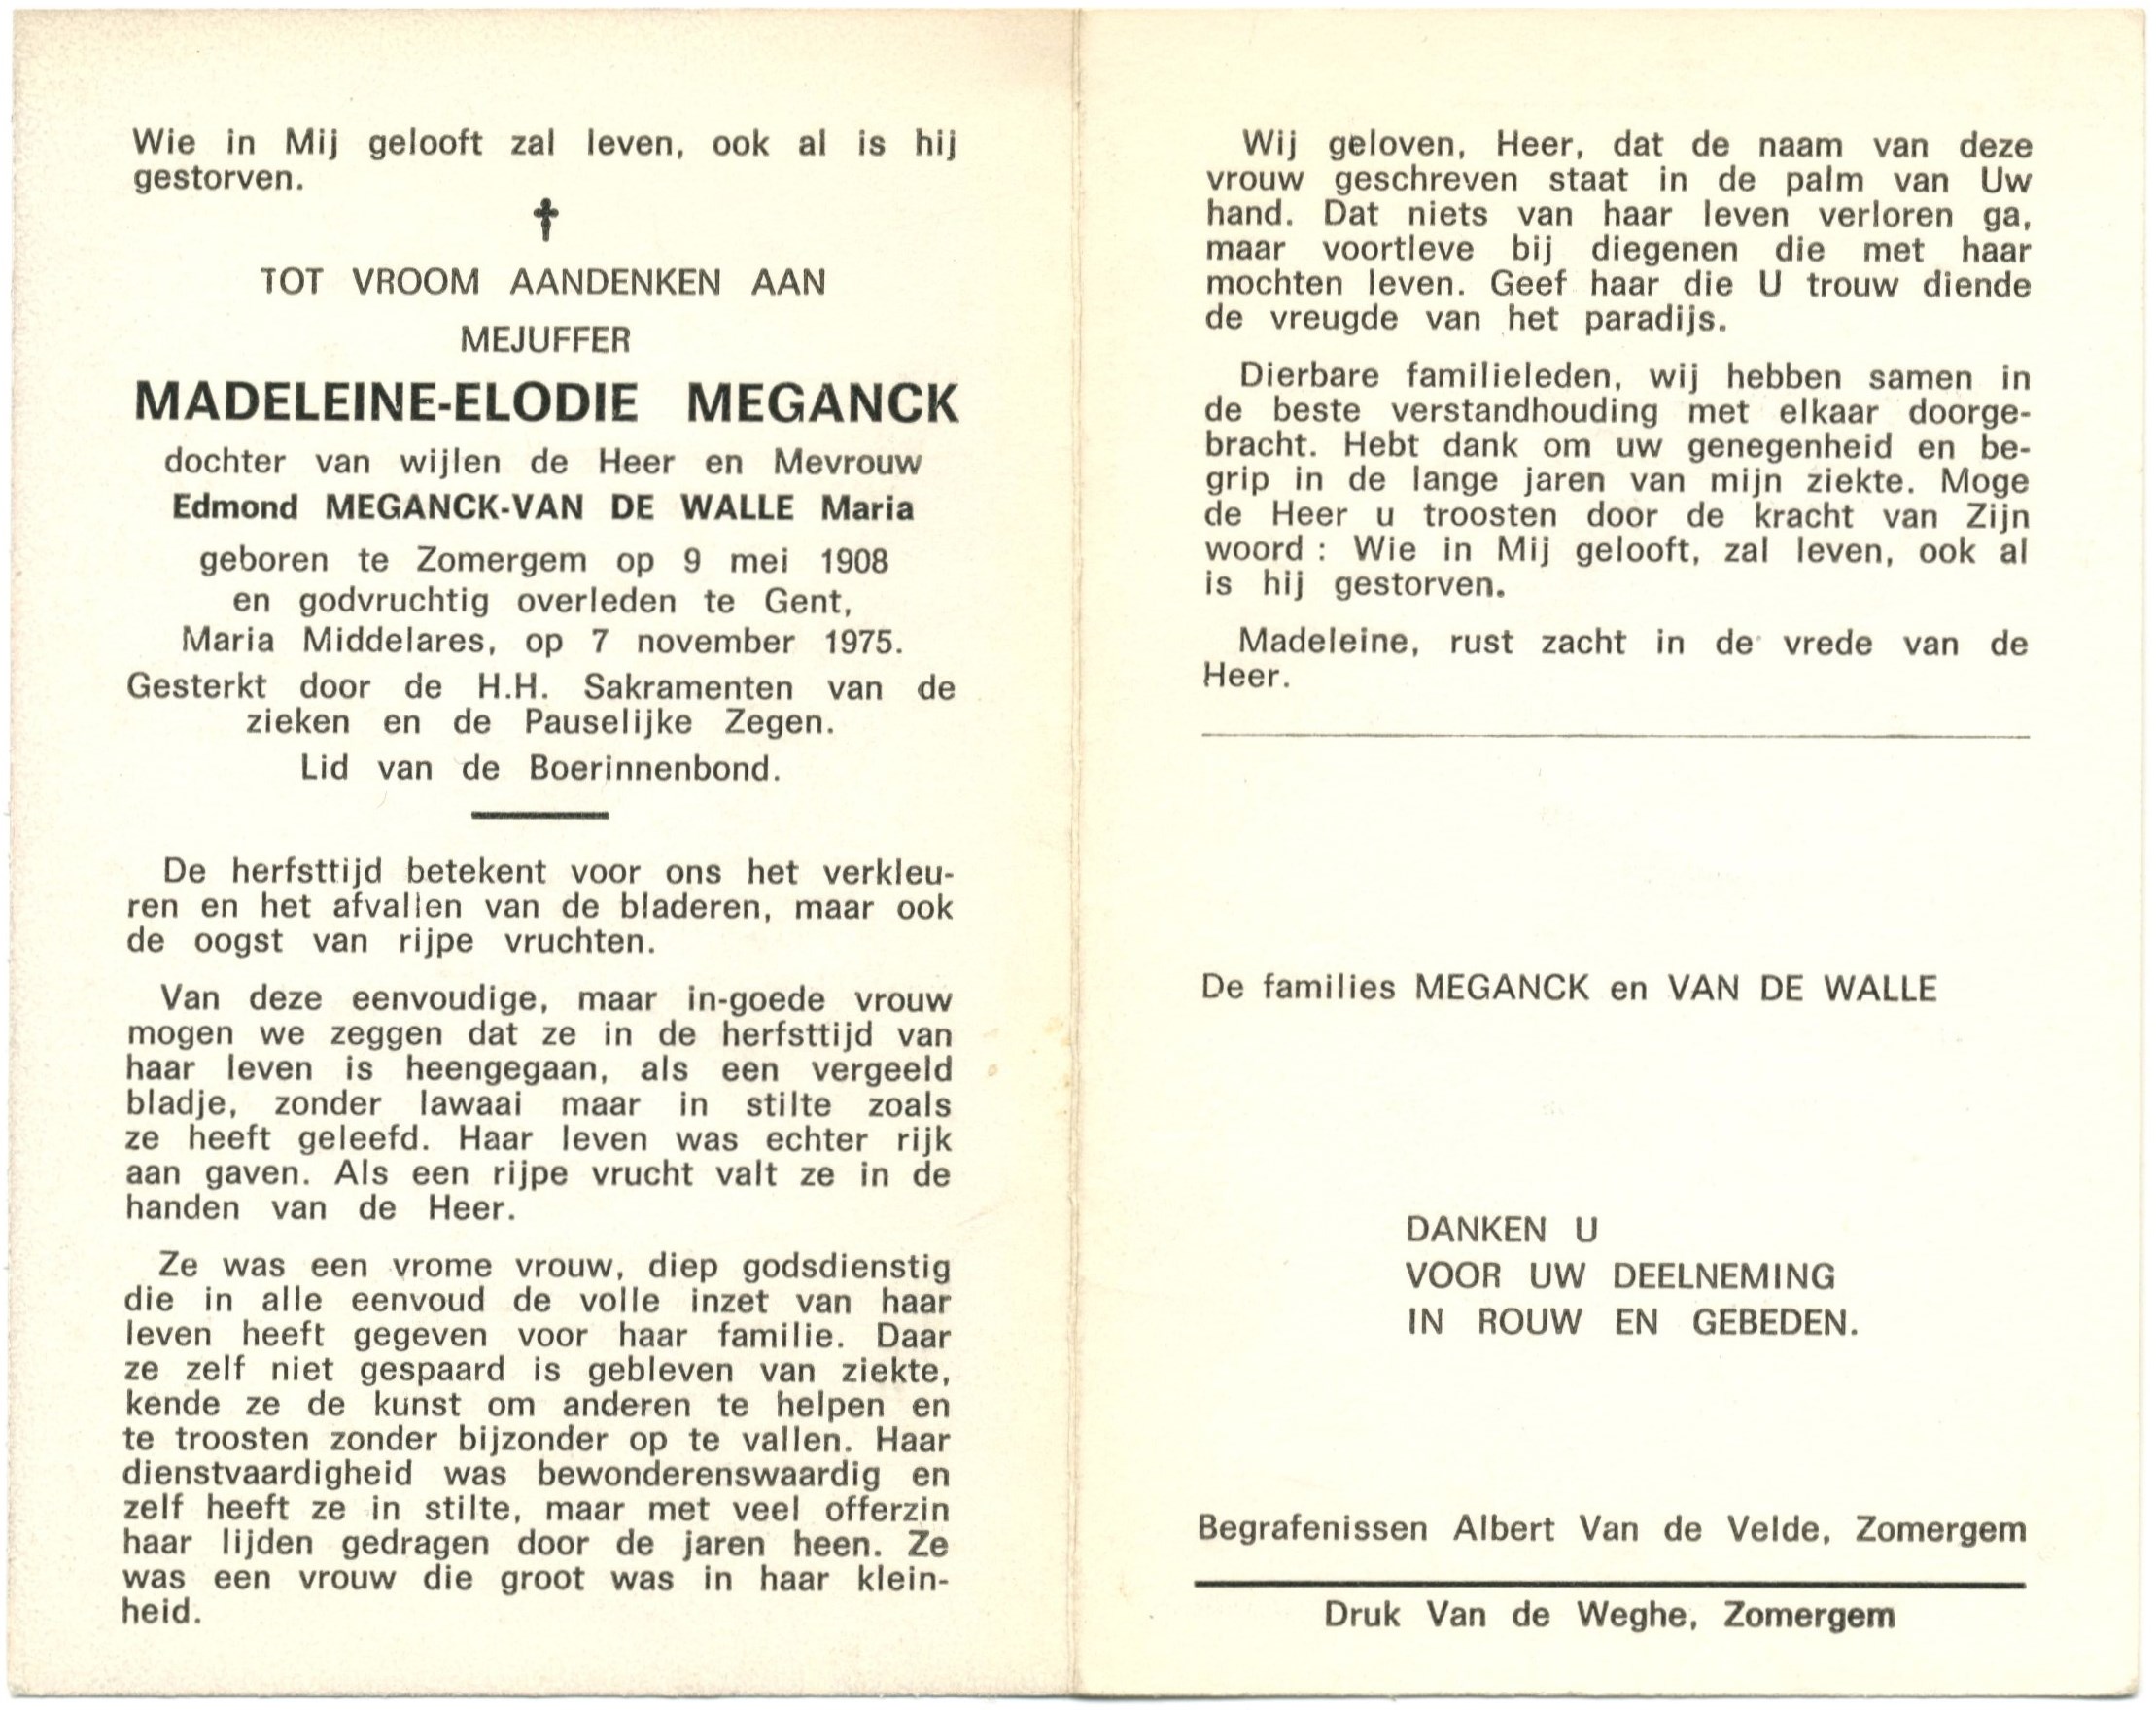 Wie in Mij gelooft zal leven, ook al is hij
gestorven.
TOT VROOM AANDENKEN AAN
MEJUFFER
MADELEINE-ELODIE MEGANCK
dochter van wijlen de Heer en Mevrouw
Edmond MEGANCK-VAN DE WALLE Maria
geboren te Zomergem op 9 mei 1908
en godvruchtig overleden te Gent,
Maria Middelares, op 7 november 1975.
Gesterkt door de H.H. Sakramenten van de
zieken en de Pauselijke Zegen.
Lid van de Boerinnenbond.
De herfsttijd betekent voor ons het verkleu-
ren en het afvallen van de bladeren, maar ook
de oogst van rijpe vruchten.
Van deze eenvoudige, maar in-goede vrouw
mogen we zeggen dat ze in de herfsttijd van
haar leven is heengegaan, als een vergeeld
bladje, zonder lawaai maar in stilte zoals
ze heeft geleefd. Haar leven was echter rijk
aan gaven. Als een rijpe vrucht valt ze in de
handen van de Heer.
Ze was een vrome vrouw, diep godsdienstig
die in alle eenvoud de volle inzet van haar
leven heeft gegeven voor haar familie. Daar
ze zelf niet gespaard is gebleven van ziekte,
kende ze de kunst om anderen te helpen en
te troosten zonder bijzonder op te vallen. Haar
dienstvaardigheid was bewonderenswaardig en
zelf heeft ze in stilte, maar met veel offerzin
haar lijden gedragen door de jaren heen. Ze
was een vrouw die groot was in haar klein-
heid.
Wij geloven, Heer, dat de naam van deze
vrouw geschreven staat in de palm van Uw
hand. Dat niets van haar leven verloren ga,
maar voortleve bij diegenen die met haar
mochten leven. Geef haar die U trouw diende
de vreugde van het paradijs.
Dierbare familieleden, wij hebben samen in
de beste verstandhouding met elkaar doorge-
bracht. Hebt dank om uw genegenheid en be-
grip in de lange jaren van mijn ziekte. Moge
de Heer u troosten door de kracht van Zijn
woord : Wie in Mij gelooft, zal leven, ook al
is hij gestorven.
Madeleine, rust zacht in de vrede van de
Heer.
De families MEGANCK en VAN DE WALLE
DANKEN U
VOOR UW DEELNEMING
IN ROUW EN GEBEDEN.
Begrafenissen Albert Van de Velde, Zomergem
Druk Van de Weghe, Zomergem